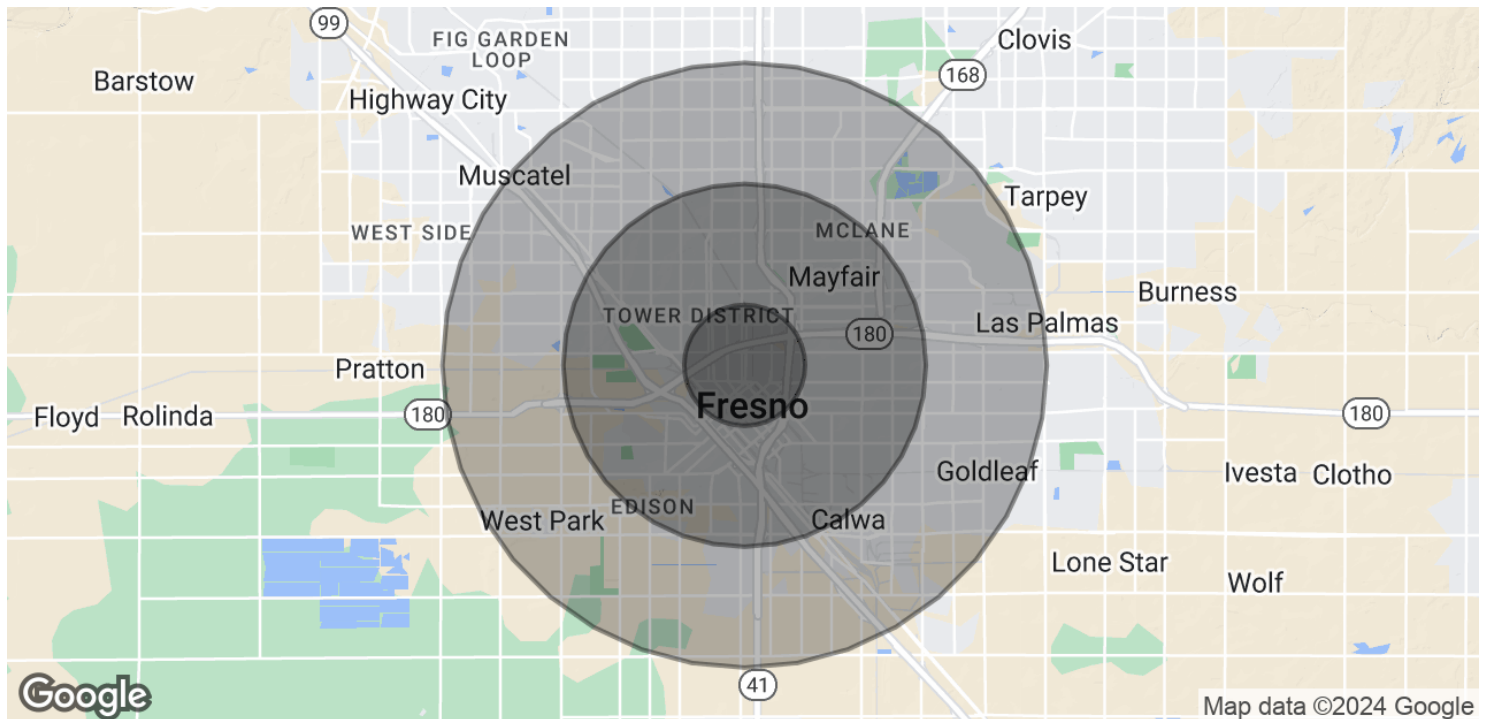 99
FIG GARDEN
LOOP
Clovis
Barstow
168
Highway City
Muscatel
Tarpey
WEST SIDE
MCLANE
Mayfair
Burness
TOWER DISTRICT
Las Palmas
180
Pratton
Fresno
Floyd
Rolinda
180
180
Goldleaf
Ivesta
Clotho
EDISON
West Park
Calwa
Lone Star
Wolf
41
Google
Map data ©2024 Google